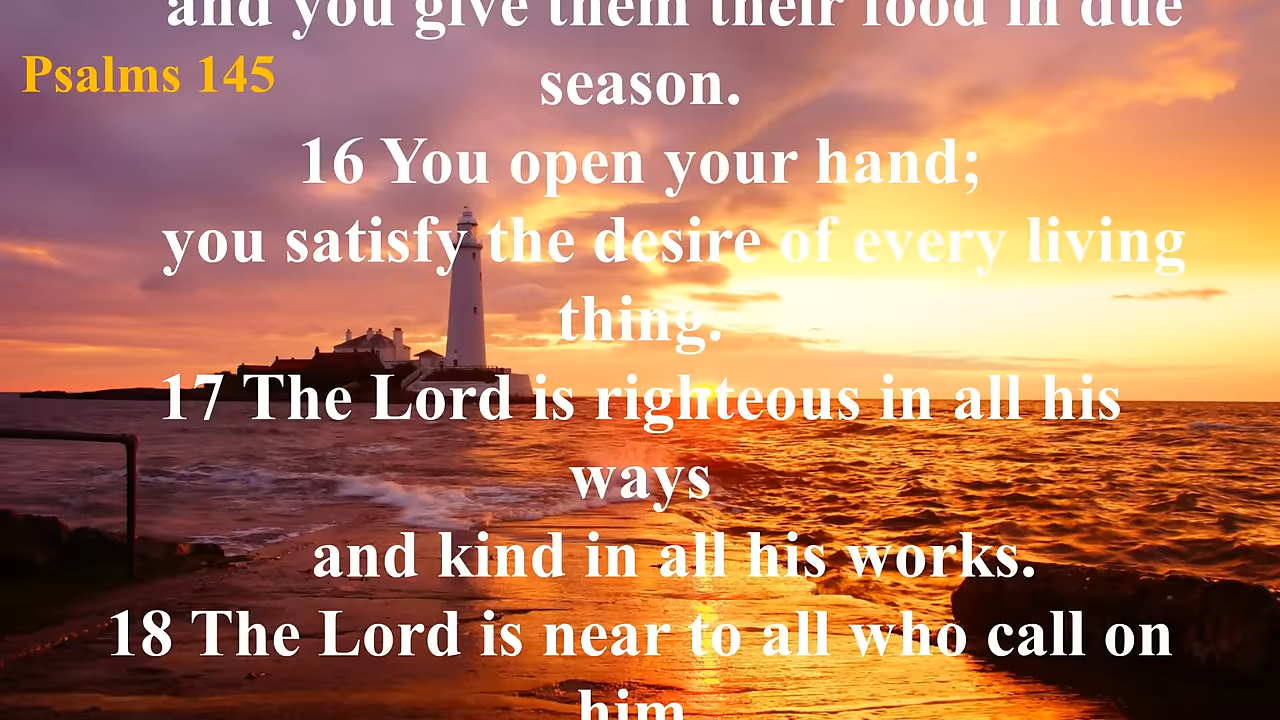 and you give them their food in due
Psalms 145
season.
16 You open your hand;
you satisfy the desire of every living
thing.
17 The Lord is righteous in all his
ways
and kind in all his works.
18 The Lord is near to all who call on
him